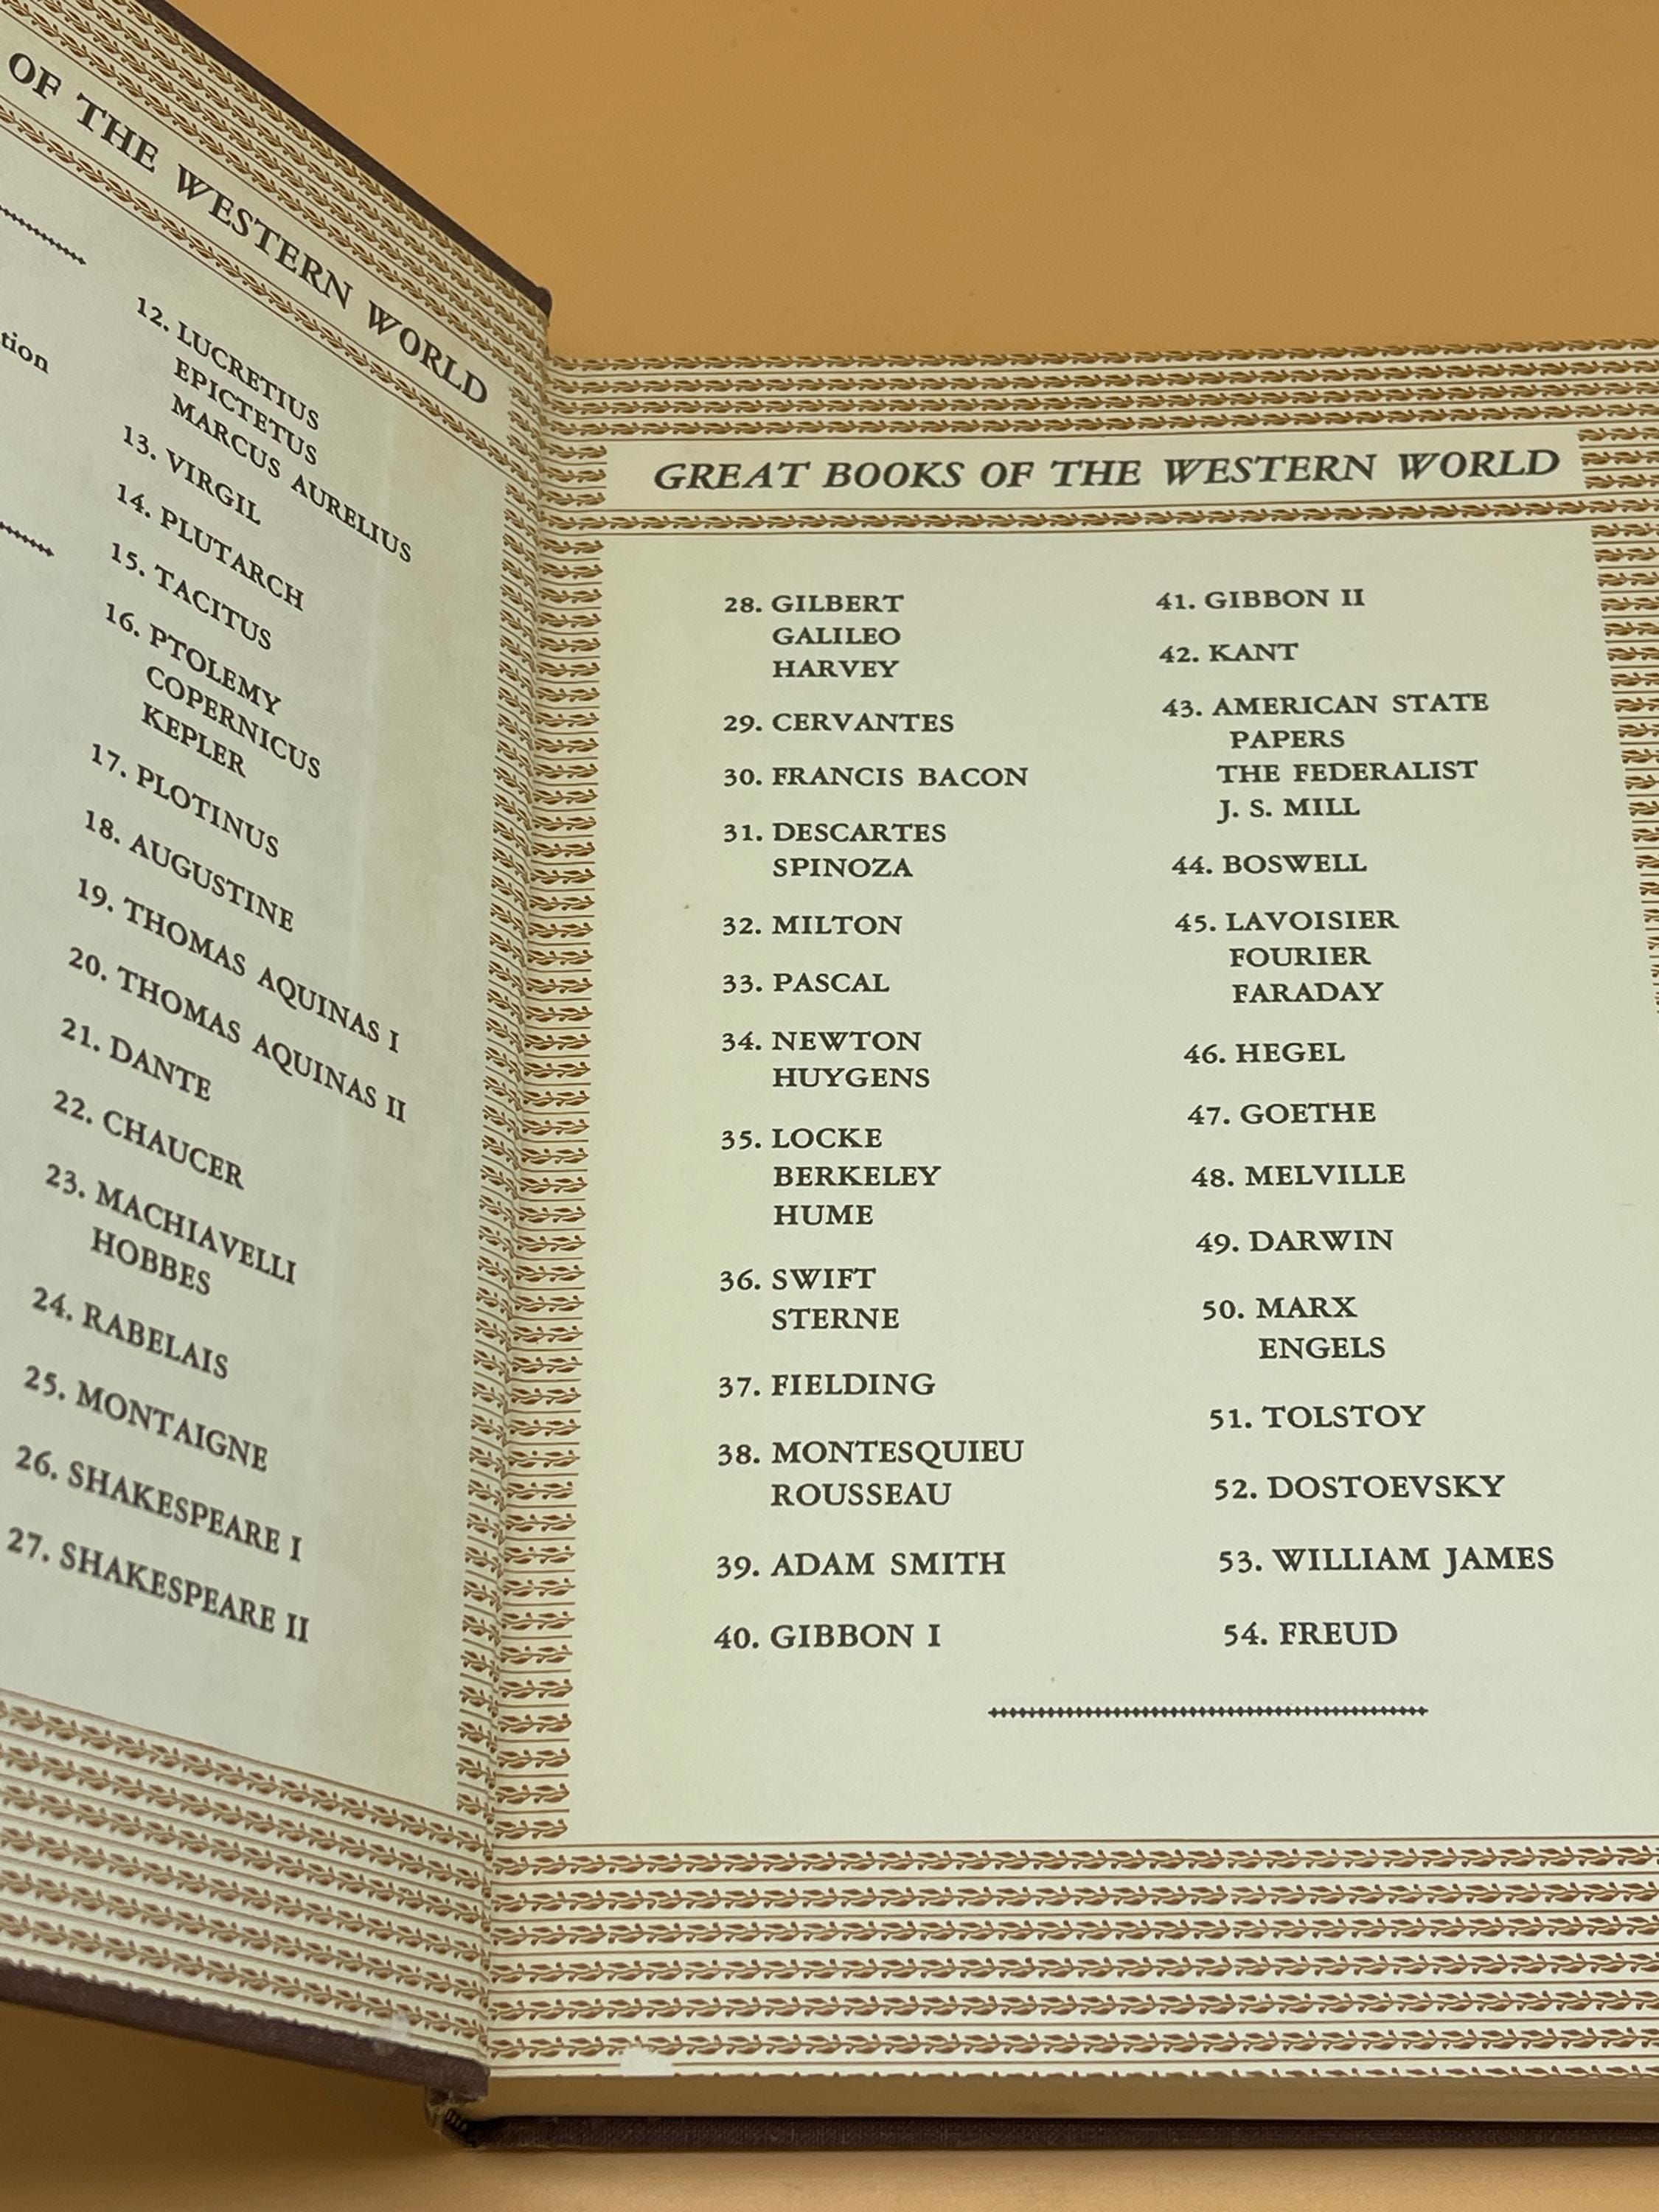 OF THE WESTERN WORLD
tion
12. LUCRETIUS
EPICTETUS
MARCUS AURELIUS
13. VIRGIL
14. PLUTARCH
15. TACITUS
16. PTOLEMY
COPERNICUS
KEPLER
17. PLOTINUS
18. AUGUSTINE
19. THOMAS AQUINAS I
20. THOMAS AQUINAS II
21. DANTE
22. CHAUCER
23. MACHIAVELLI
HOBBES
24. RABELAIS
25. MONTAIGNE
26. SHAKESPEARE I
27. SHAKESPEARE II
GREAT BOOKS OF THE WESTERN WORLD
28. GILBERT
GALILEO
HARVEY
29. CERVANTES
30. FRANCIS BACON
31. DESCARTES
SPINOZA
32. MILTON
33. PASCAL
34. NEWTON
HUYGENS
35. LOCKE
BERKELEY
HUME
36. SWIFT
STERNE
37. FIELDING
38. MONTESQUIEU
ROUSSEAU
39. ADAM SMITH
40. GIBBON I
41. GIBBON II
42. KANT
43. AMERICAN STATE
PAPERS
THE FEDERALIST
J. S. MILL
44. BOSWELL
45. LAVOISIER
FOURIER
FARADAY
46. HEGEL
47. GOETHE
48. MELVILLE
49. DARWIN
50. MARX
ENGELS
51. TOLSTOY
52. DOSTOEVSKY
53. WILLIAM JAMES
54. FREUD